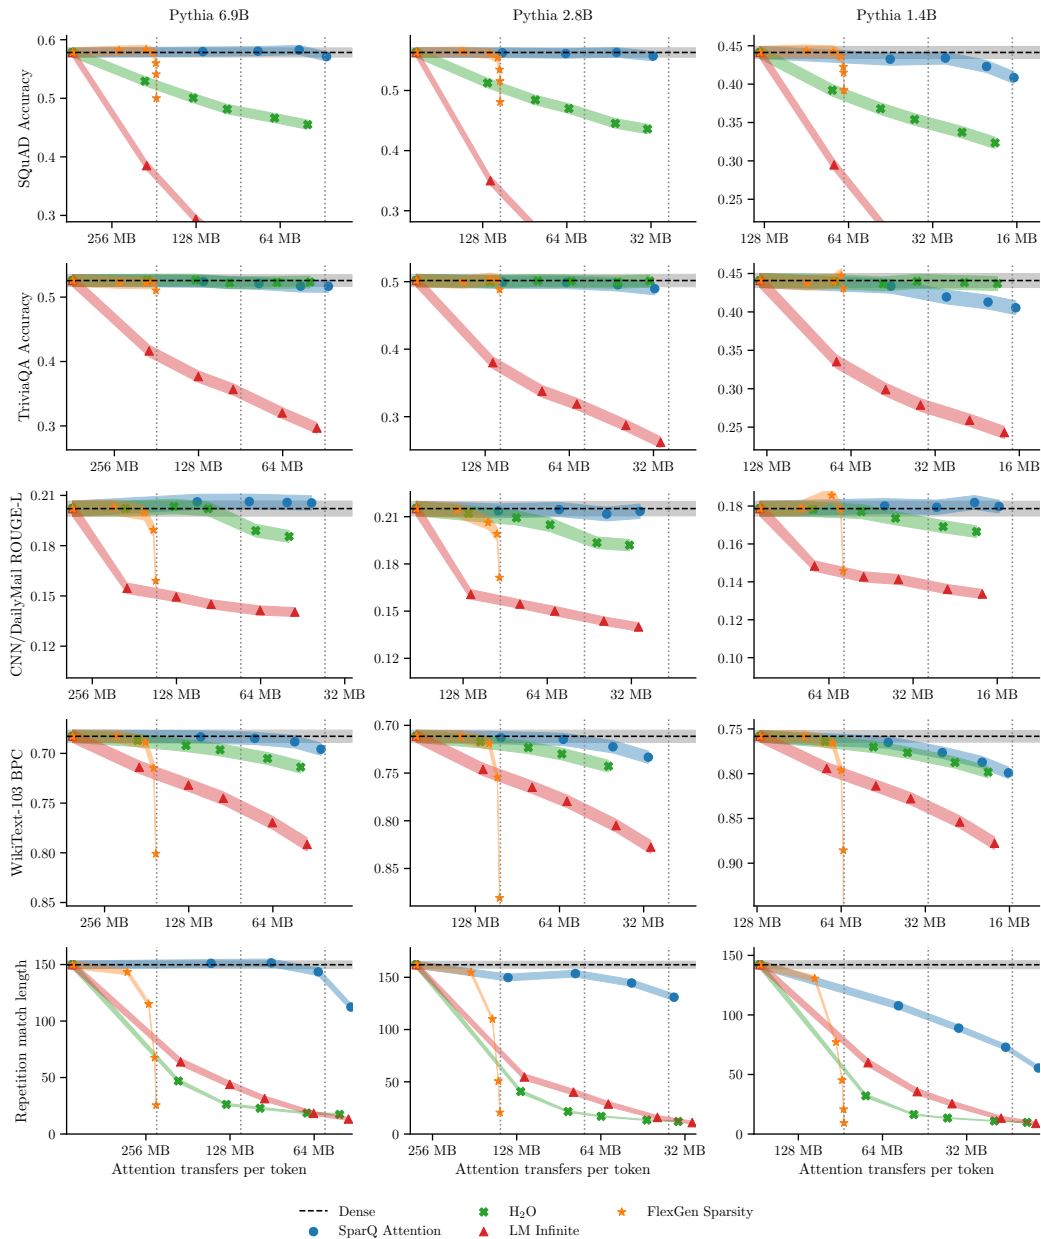 Pythia 6.9B
Pythia 2.8B
Pythia 1.4B
SQuAD Accuracy
0.6
0.5
0.4
0.3
256 MB
128 MB
64 MB
0.5
0.4
0.3
128 MB
64 MB
32 MB
0.45
0.40
0.35
0.30
0.25
128 MB
64 MB
32 MB
16 MB
TriviaQA Accuracy
0.5
0.4
0.3
256 MB
128 MB
64 MB
0.5
0.4
0.3
128 MB
64 MB
32 MB
0.45
0.40
0.35
0.30
0.25
128 MB
64 MB
32 MB
16 MB
CNN/DailyMail ROUGE-L
0.21
0.18
0.15
0.12
256 MB
128 MB
64 MB
32 MB
0.21
0.18
0.15
0.12
128 MB
64 MB
32 MB
0.18
0.16
0.14
0.12
0.10
64 MB
32 MB
16 MB
WikiText-103 BPC
0.70
0.75
0.80
0.85
256 MB
128 MB
64 MB
0.70
0.75
0.80
0.85
128 MB
64 MB
32 MB
0.75
0.80
0.85
0.90
128 MB
64 MB
32 MB
16 MB
Repetition match length
150
100
50
0
256 MB
128 MB
64 MB
Attention transfers per token
150
100
50
0
256 MB
128 MB
64 MB
32 MB
Attention transfers per token
150
100
50
0
128 MB
64 MB
32 MB
Attention transfers per token
Dense
SparQ Attention
H₂O
LM Infinite
FlexGen Sparsity